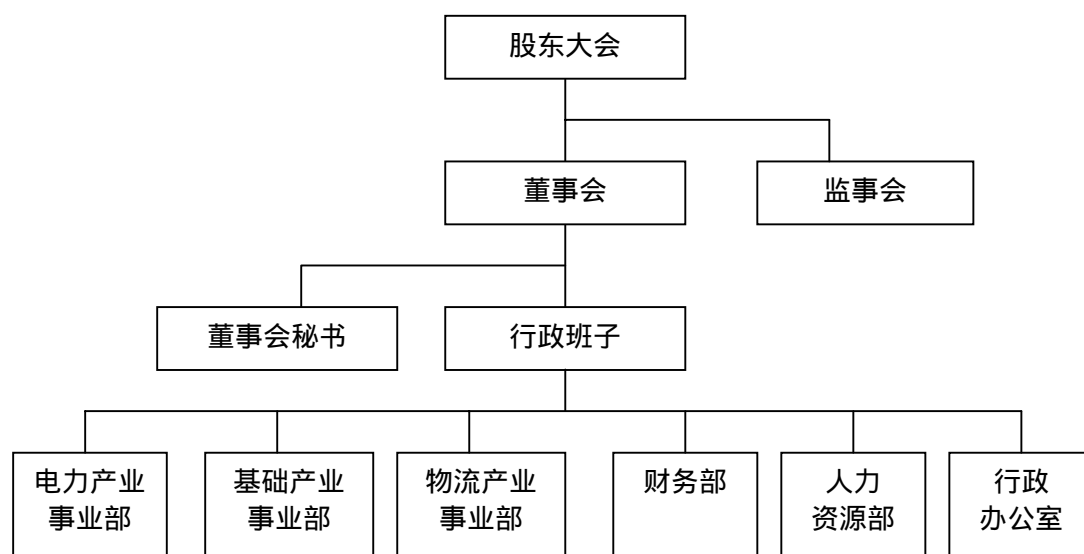 股东大会
董事会
监事会
董事会秘书
行政班子
电力产业
事业部
基础产业
事业部
物流产业
事业部
财务部
人力
资源部
行政
办公室